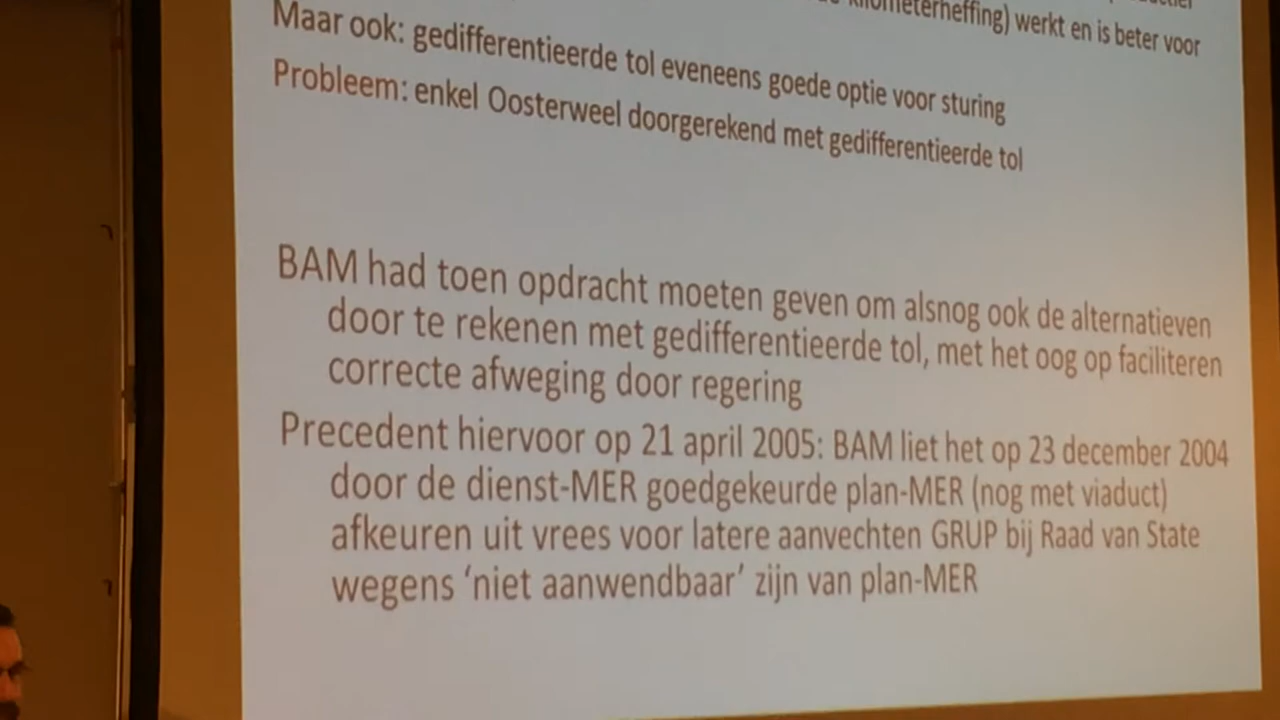 kilometerheffing) werkt en is beter voor
Maar ook: gedifferentieerde tol eveneens goede optie voor sturing
Probleem: enkel Oosterweel doorgerekend met gedifferentieerde tol
BAM had toen opdracht moeten geven om alsnog ook de alternatieven
door te rekenen met gedifferentieerde tol, met het oog op faciliteren
correcte afweging door regering
Precedent hiervoor op 21 april 2005: BAM liet het op 23 december 2004
door de dienst-MER goedgekeurde plan-MER (nog met viaduct)
afkeuren uit vrees voor latere aanvechten GRUP bij Raad van State
wegens ‘niet aanwendbaar’ zijn van plan-MER